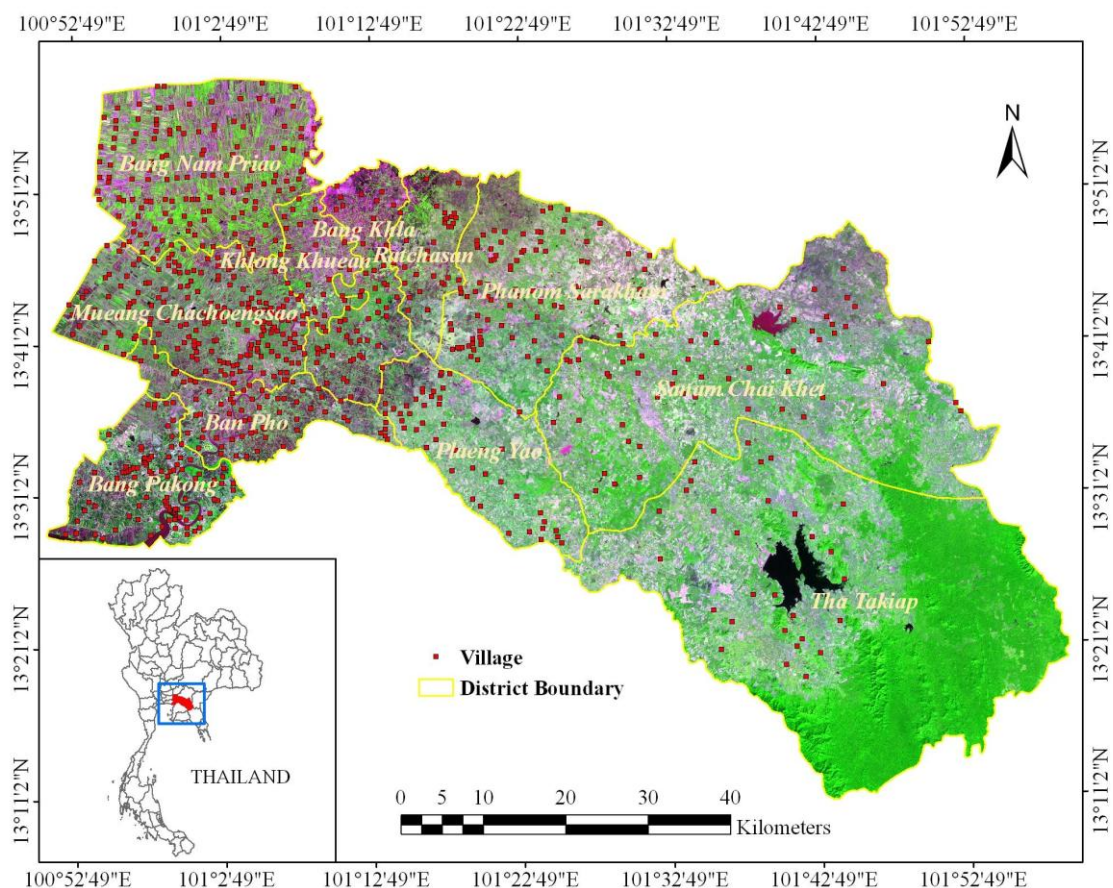 100°52'49"E 101°2'49"E 101°12'49"E 101°22'49"E 101°32'49"E 101°42'49"E 101°52'49"E
N
13°51'2"N 13°51'2"N
Bang Nam Priao
Bang Khla
Khlong Khueau Ratchasan
Phanom Sarakham
Mueang Chachoengsao
13°41'2"N 13°41'2"N
Sanam Chai Khet
Ban Pho
Plaeng Yao
Bang Pakong
13°31'2"N 13°31'2"N
Tha Takiap
13°21'2"N 13°21'2"N
Village
District Boundary
THAILAND
0 5 10 20 30 40
Kilometers
13°11'2"N 13°11'2"N
100°52'49"E 101°2'49"E 101°12'49"E 101°22'49"E 101°32'49"E 101°42'49"E 101°52'49"E